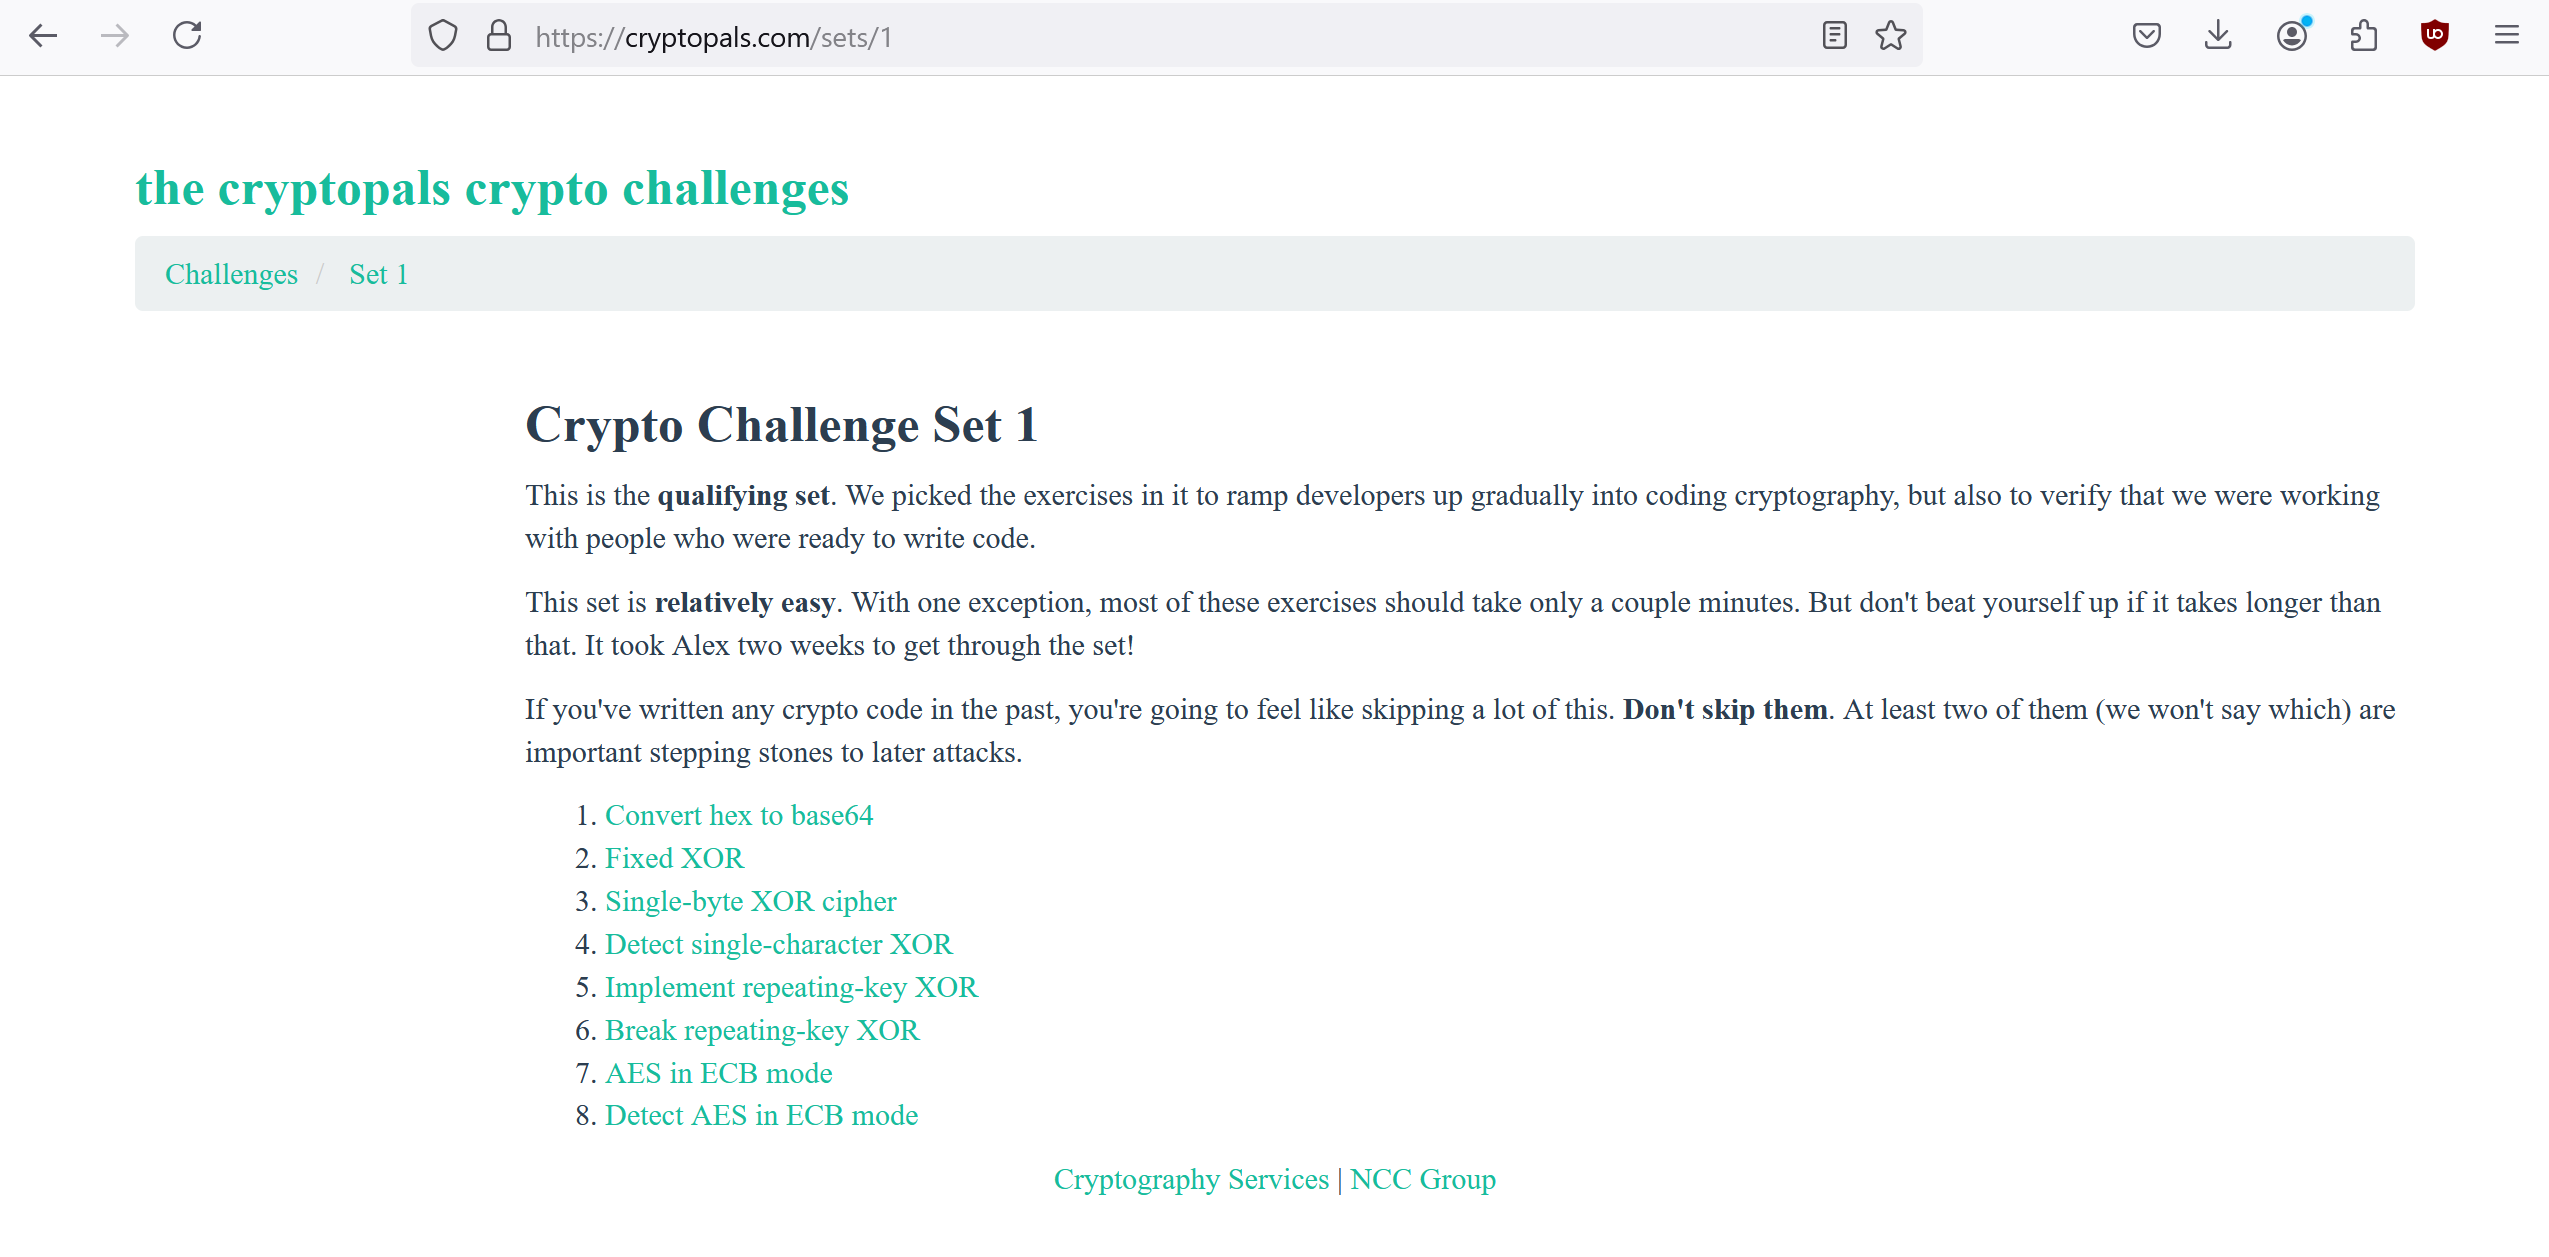 https://cryptopals.com/sets/1
the cryptopals crypto challenges
Challenges / Set 1
Crypto Challenge Set 1
This is the qualifying set. We picked the exercises in it to ramp developers up gradually into coding cryptography, but also to verify that we were working
with people who were ready to write code.
This set is relatively easy. With one exception, most of these exercises should take only a couple minutes. But don't beat yourself up if it takes longer than
that. It took Alex two weeks to get through the set!
If you've written any crypto code in the past, you're going to feel like skipping a lot of this. Don't skip them. At least two of them (we won't say which) are
important stepping stones to later attacks.
1. Convert hex to base64
2. Fixed XOR
3. Single-byte XOR cipher
4. Detect single-character XOR
5. Implement repeating-key XOR
6. Break repeating-key XOR
7. AES in ECB mode
8. Detect AES in ECB mode
Cryptography Services | NCC Group